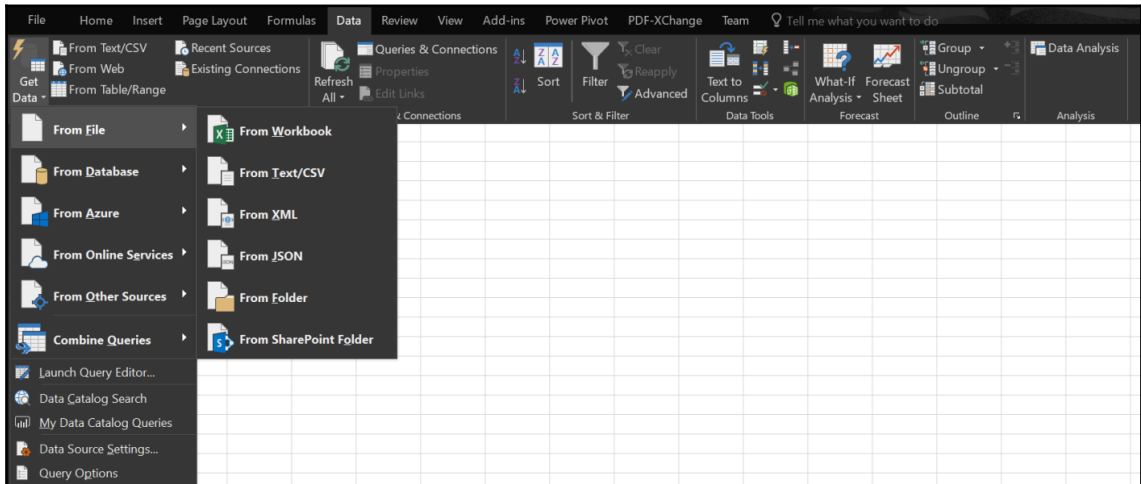 File Home Insert Page Layout Formulas Data Review View Add-ins Power Pivot PDF-XChange Team Tell me what you want to do
Get Data
From Text/CSV
From Web
From Table/Range
Recent Sources
Existing Connections
Refresh All
Queries & Connections
Properties
Edit Links
& Connections
Sort
Filter
Clear
Reapply
Advanced
Sort & Filter
Text to Columns
Data Tools
What-If Analysis
Forecast Sheet
Forecast
Group
Ungroup
Subtotal
Outline
Data Analysis
Analysis
From File
From Database
From Azure
From Online Services
From Other Sources
Combine Queries
Launch Query Editor...
Data Catalog Search
My Data Catalog Queries
Data Source Settings...
Query Options
From Workbook
From Text/CSV
From XML
From JSON
From Folder
From SharePoint Folder